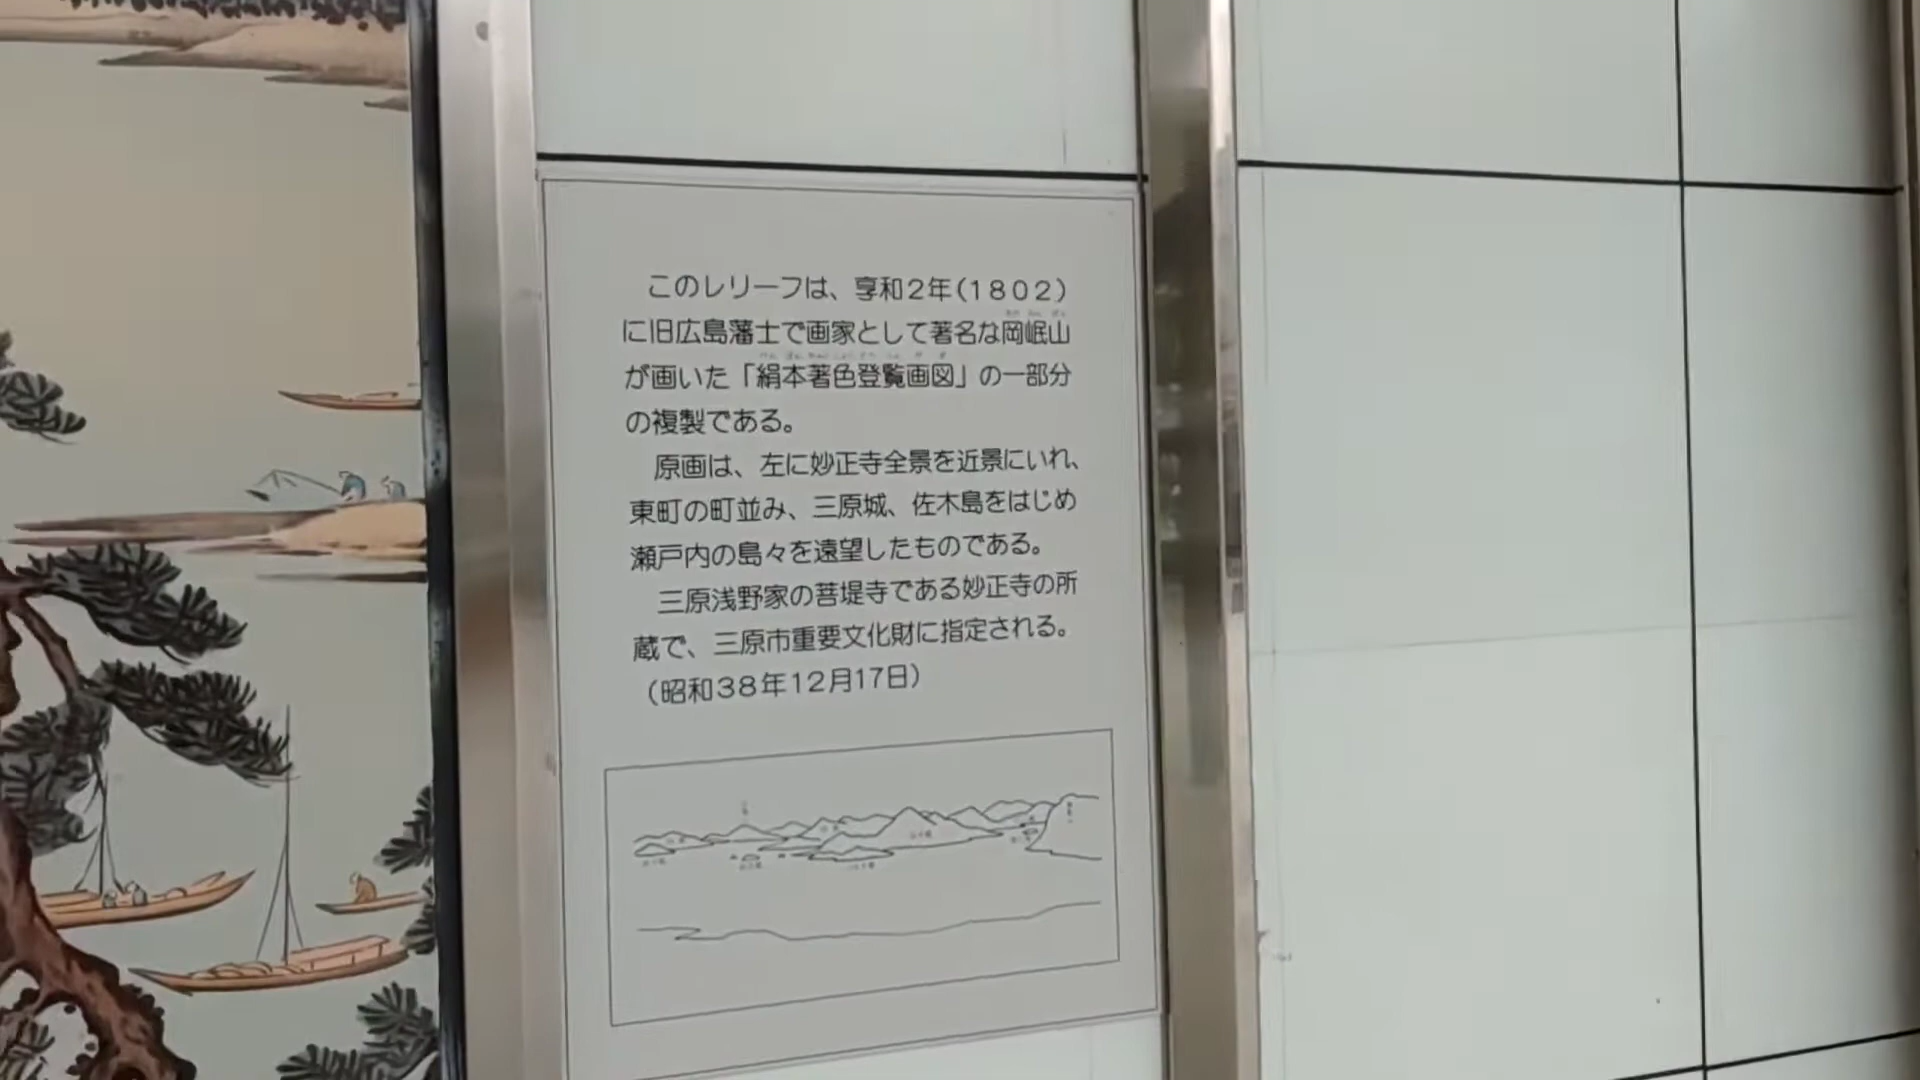 このレリーフは、享和2年(1802)
に旧広島藩士で画家として著名な岡岷山
が画いた「絹本著色登覧画図」の一部分
の複製である。
原画は、左に妙正寺全景を近景にいれ、
東町の町並み、三原城、佐木島をはじめ
瀬戸内の島々を遠望したものである。
三原浅野家の菩提寺である妙正寺の所
蔵で、三原市重要文化財に指定される。
(昭和38年12月17日)